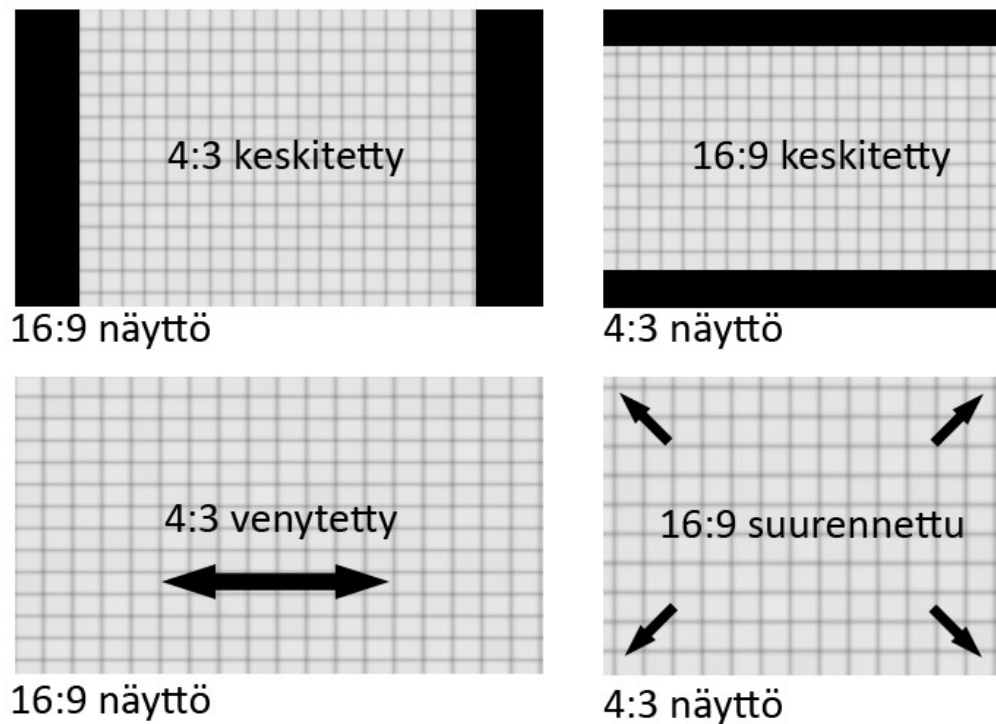 4:3 keskitetty
16:9 näyttö
16:9 keskitetty
4:3 näyttö
4:3 venytetty
16:9 näyttö
16:9 suurennettu
4:3 näyttö